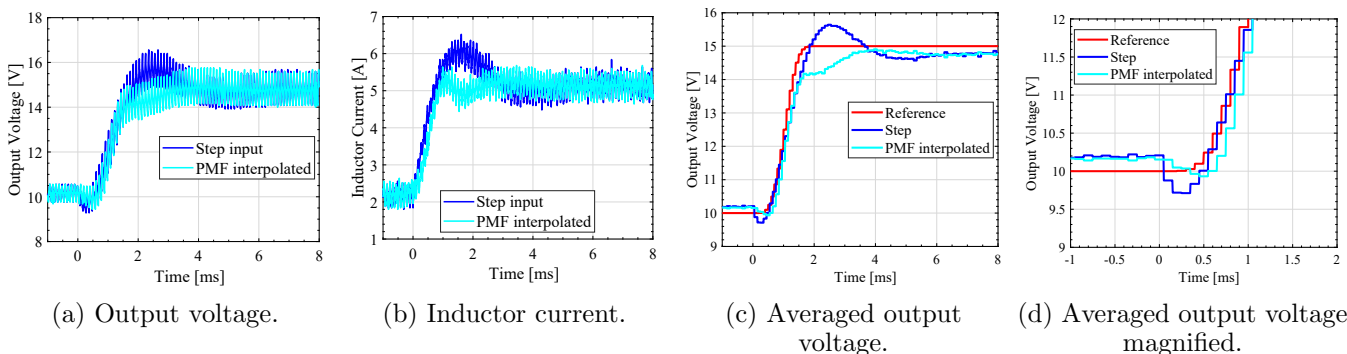 Output Voltage [V]
18
16
14
12
10
8
0
2
4
6
8
Time [ms]
Step input
PMF interpolated
(a) Output voltage.
Inductor Current [A]
7
6
5
4
3
2
1
0
2
4
6
8
Time [ms]
Step input
PMF interpolated
(b) Inductor current.
Output Voltage [V]
16
15
14
13
12
11
10
9
0
2
4
6
8
Time [ms]
Reference
Step
PMF interpolated
(c) Averaged output
voltage.
Output Voltage [V]
12
11.5
11
10.5
10
9.5
9
-1
-0.5
0
0.5
1
1.5
2
Time [ms]
Reference
Step
PMF interpolated
(d) Averaged output voltage
magnified.